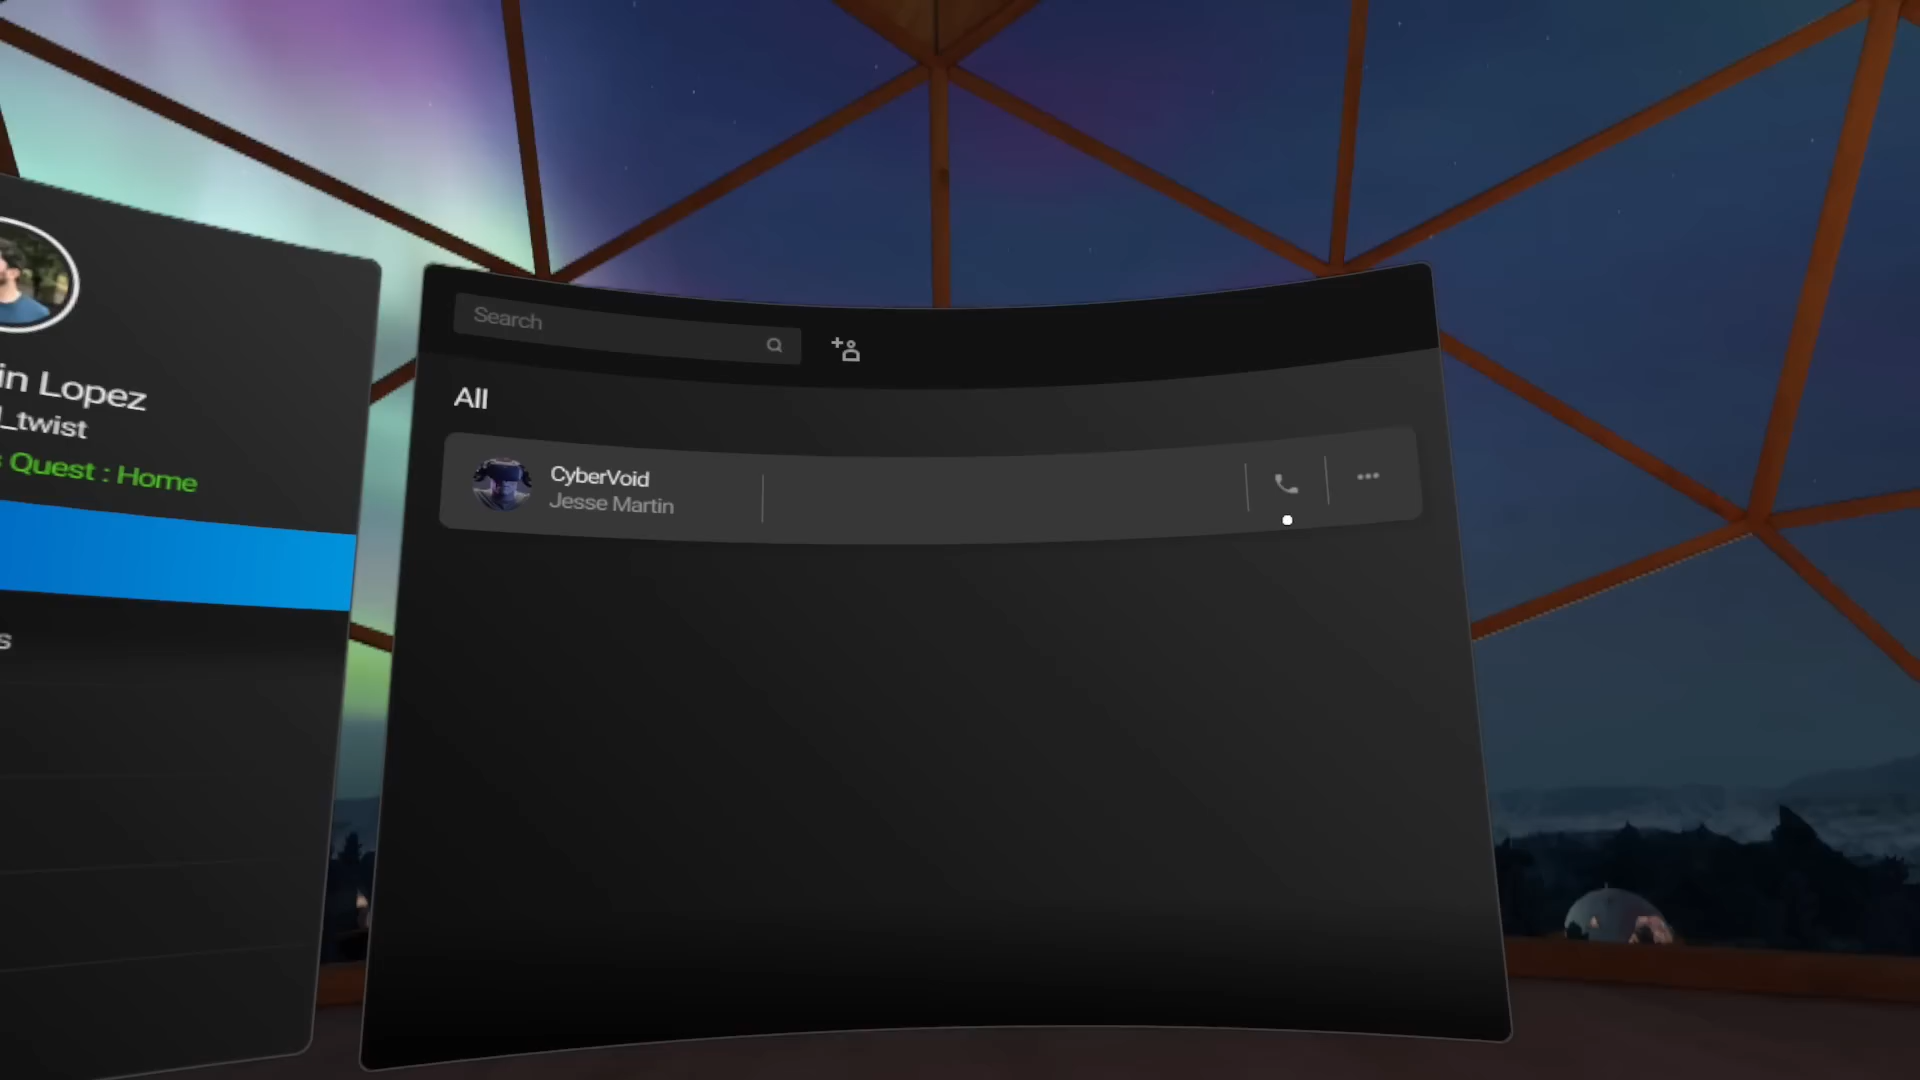 in Lopez
_twist
Quest : Home
s
Search
All
CyberVoid
Jesse Martin